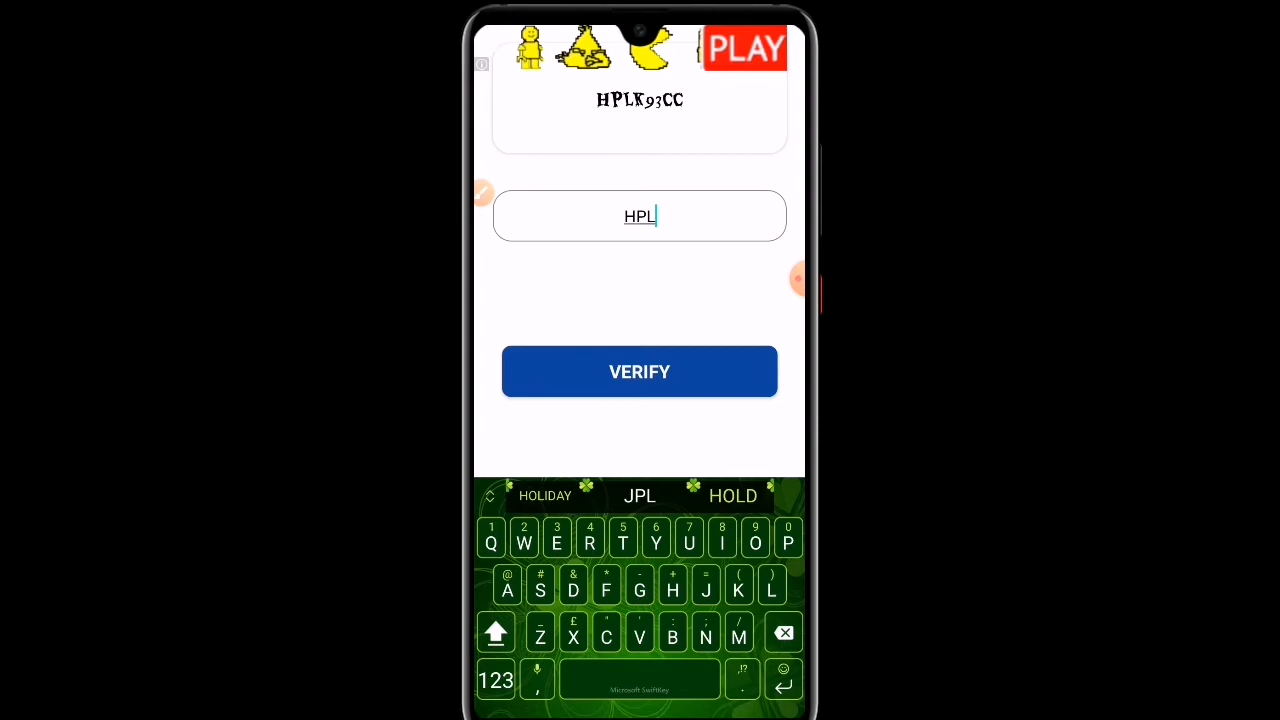 PLAY
HPLK93CC
HPL
VERIFY
HOLIDAY JPL HOLD
1 2 3 4 5 6 7 8 9 0
Q W E R T Y U I O P
@ # & * - + = ( )
A S D F G H J K L
_ £ " ' : ; /
Z X C V B N M
123 , Microsoft SwiftKey ,!? .